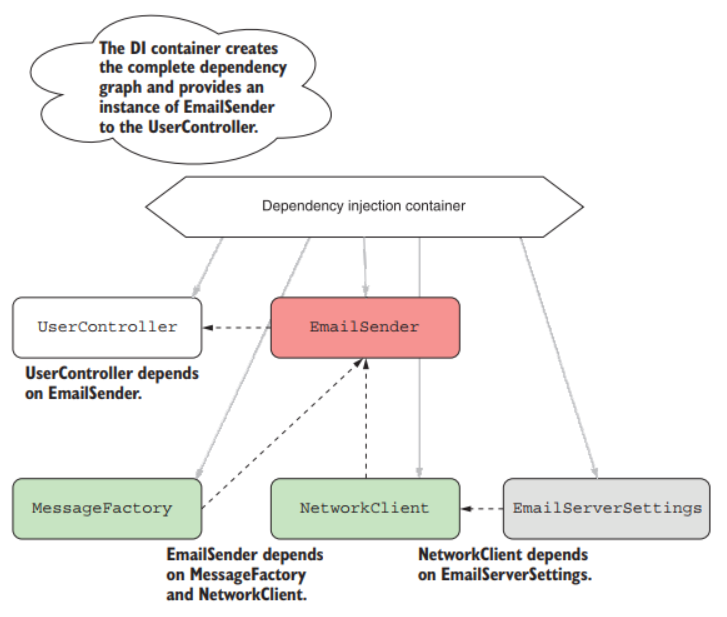 The DI container creates
the complete dependency
graph and provides an
instance of EmailSender
to the UserController.
Dependency injection container
UserController
EmailSender
UserController depends
on EmailSender.
MessageFactory
NetworkClient
EmailServerSettings
EmailSender depends
on MessageFactory
and NetworkClient.
NetworkClient depends
on EmailServerSettings.